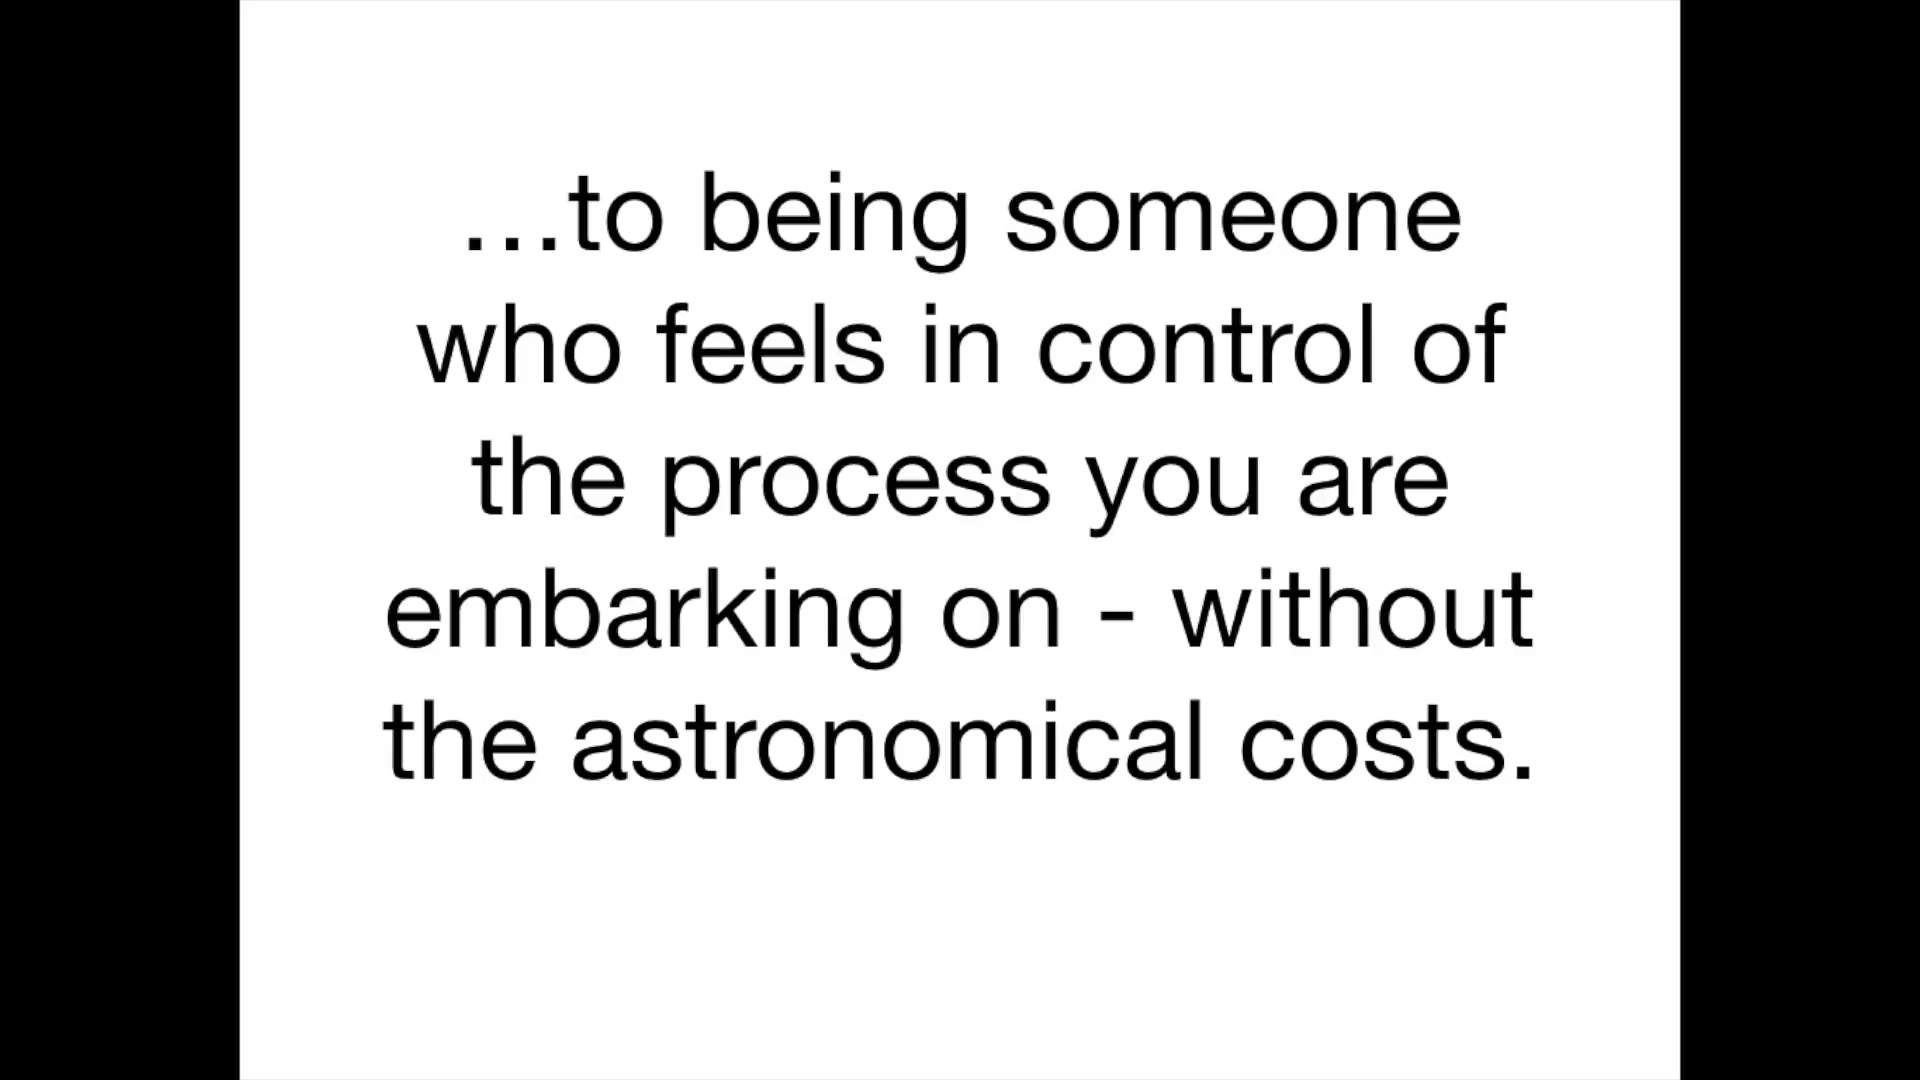 …to being someone
who feels in control of
the process you are
embarking on - without
the astronomical costs.